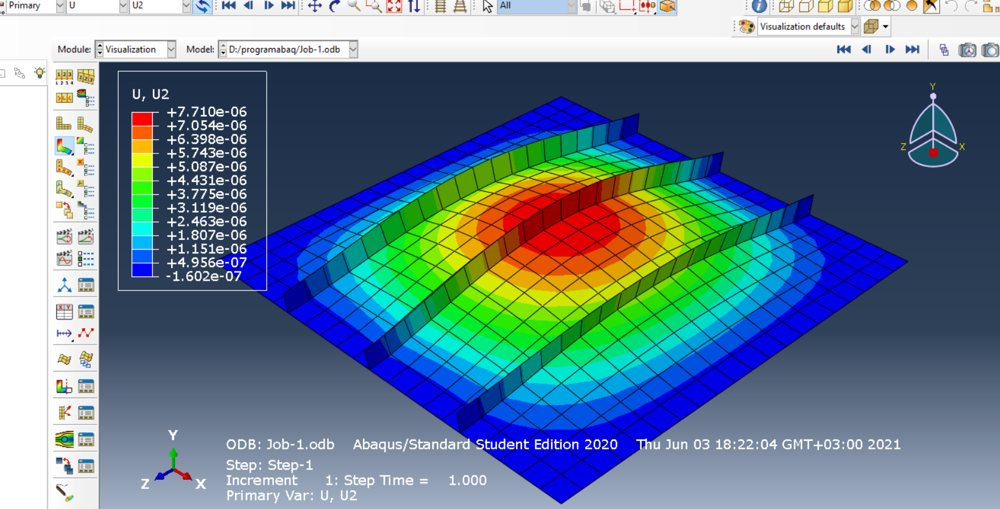 Primary U U2 All
Visualization defaults
Module: Visualization Model: D:/programabaq/Job-1.odb
U, U2
+7.710e-06
+7.054e-06
+6.398e-06
+5.743e-06
+5.087e-06
+4.431e-06
+3.775e-06
+3.119e-06
+2.463e-06
+1.807e-06
+1.151e-06
+4.956e-07
-1.602e-07
Y
Z X
Y
Z X
ODB: Job-1.odb Abaqus/Standard Student Edition 2020 Thu Jun 03 18:22:04 GMT+03:00 2021
Step: Step-1
Increment 1: Step Time = 1.000
Primary Var: U, U2